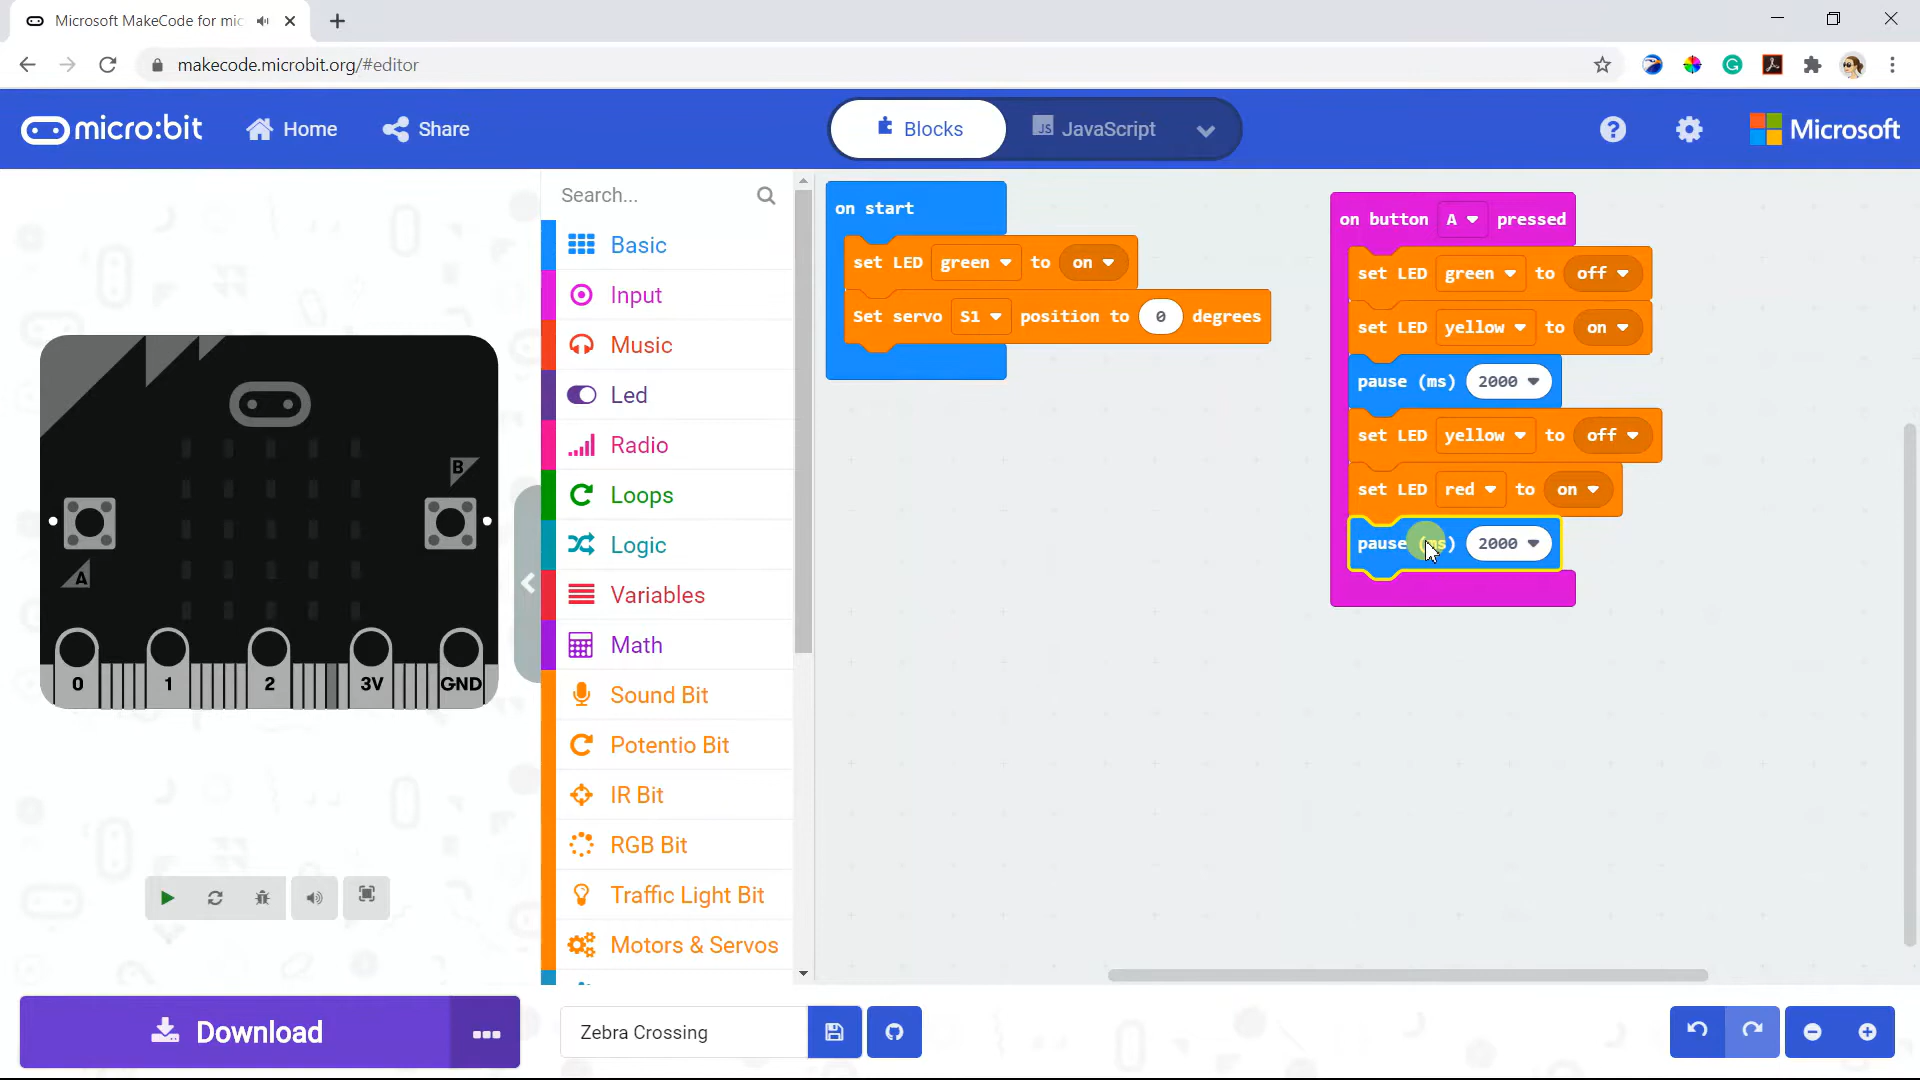 Microsoft MakeCode for mic
makecode.microbit.org/#editor
micro:bit
Home
Share
Blocks
JS JavaScript
Microsoft
Search...
Basic
Input
Music
Led
Radio
Loops
Logic
Variables
Math
Sound Bit
Potentio Bit
IR Bit
RGB Bit
Traffic Light Bit
Motors & Servos
B
A
0 1 2 3V GND
on start
set LED green to on
Set servo S1 position to 0 degrees
on button A pressed
set LED green to off
set LED yellow to on
pause (ms) 2000
set LED yellow to off
set LED red to on
pause (ms) 2000
Download
Zebra Crossing